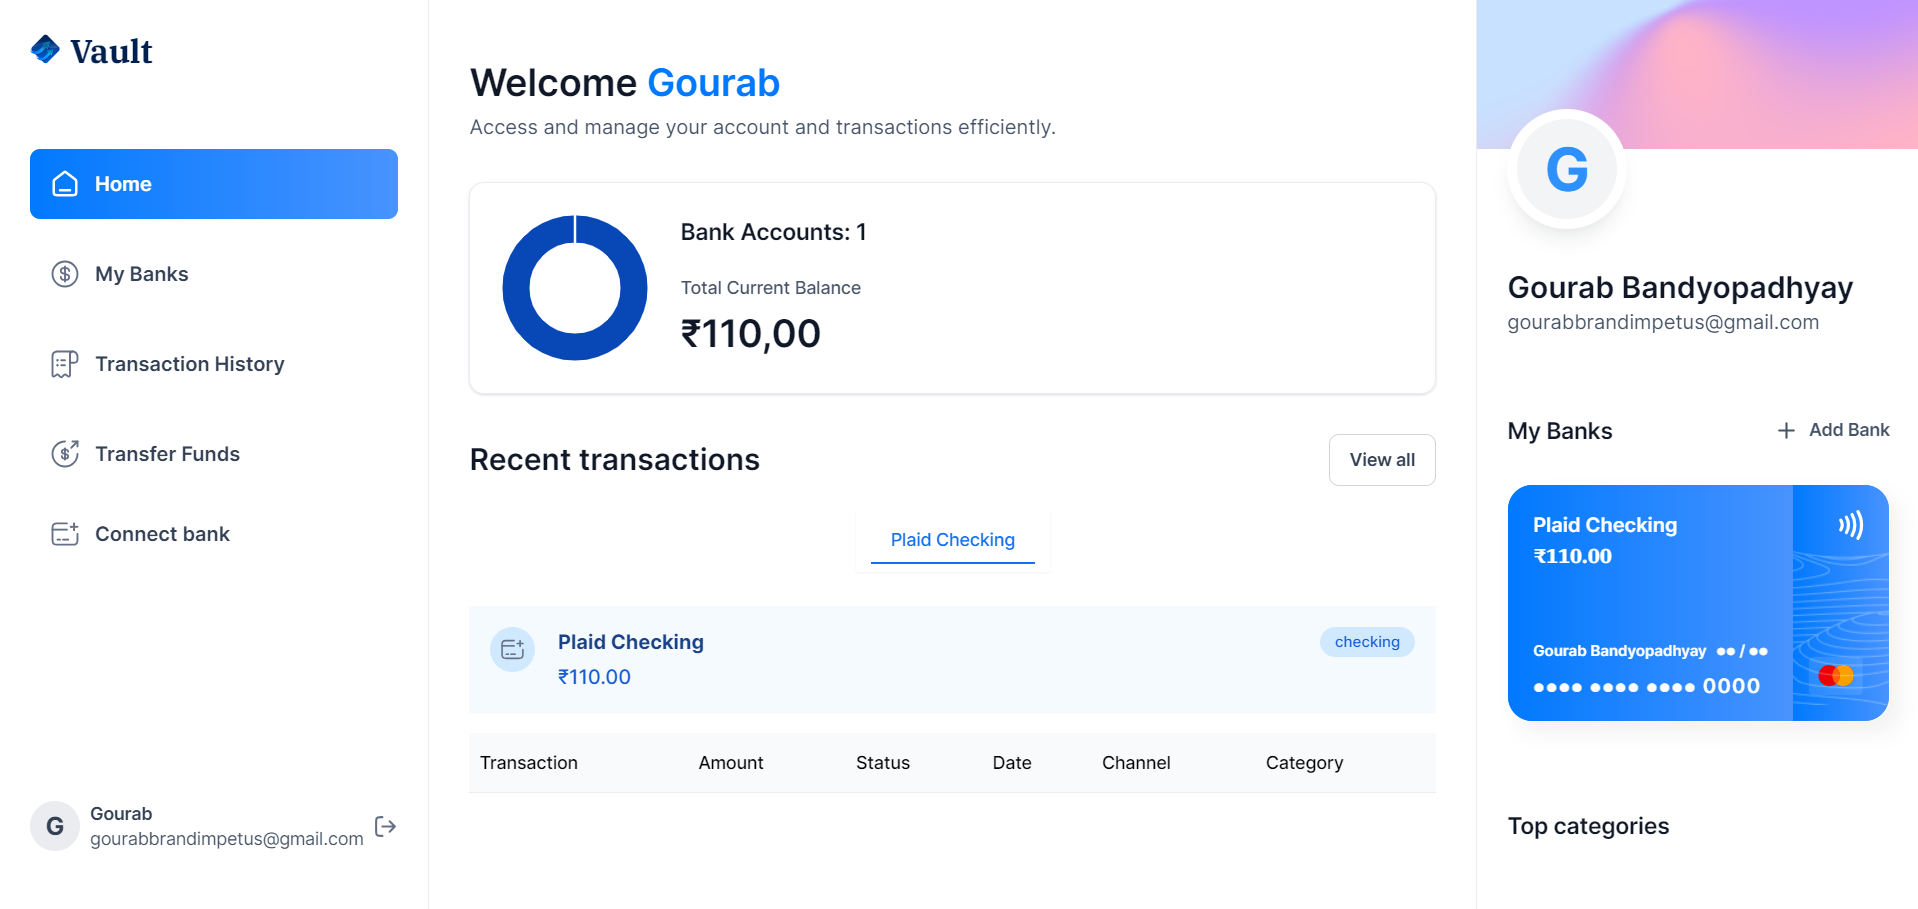 Vault
Home
My Banks
Transaction History
Transfer Funds
Connect bank
G
Gourab
gourabbrandimpetus@gmail.com
Welcome Gourab
Access and manage your account and transactions efficiently.
Bank Accounts: 1
Total Current Balance
₹110,00
Recent transactions
View all
Plaid Checking
Plaid Checking
checking
₹110.00
Transaction Amount Status Date Channel Category
G
Gourab Bandyopadhyay
gourabbrandimpetus@gmail.com
My Banks
Add Bank
Plaid Checking
₹110.00
Gourab Bandyopadhyay ●● / ●●
●●●● ●●●● ●●●● 0000
Top categories